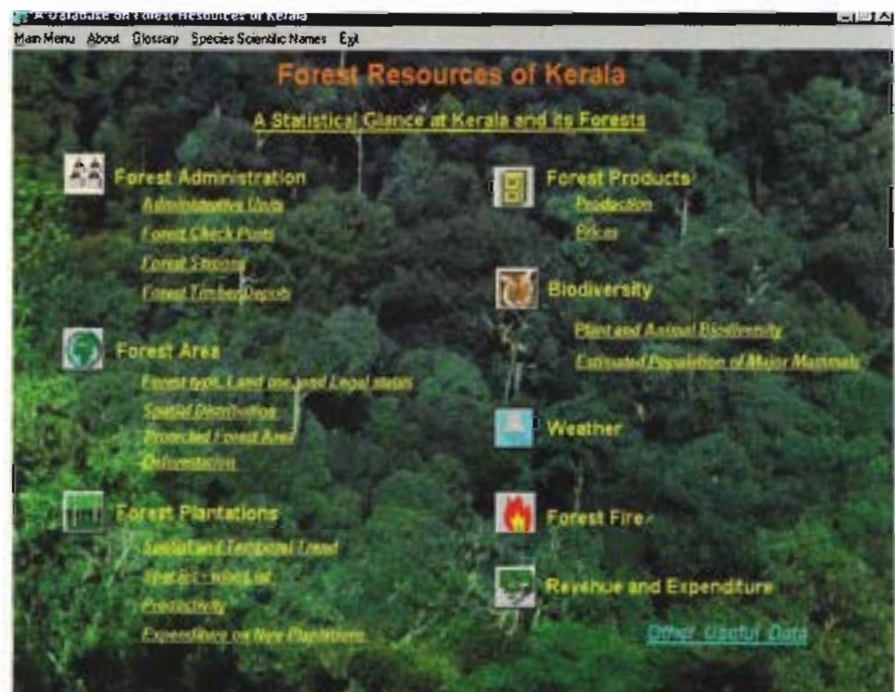 A Database on Forest Resources of Kerala
Main Menu About Glossary Species Scientific Names Exit
Forest Resources of Kerala
A Statistical Glance at Kerala and its Forests
Forest Administration
Administrative Units
Forest Check Posts
Forest Stations
Forest Timber Depots
Forest Area
Forest type, Land use, and Legal status
Spatial Distribution
Protected Forest Area
Deforestation
Forest Plantations
Spatial and Temporal Trend
Species - wise List
Productivity
Expenditure on New Plantations
Forest Products
Production
Prices
Biodiversity
Plant and Animal Biodiversity
Estimated Population of Major Mammals
Weather
Forest Fire
Revenue and Expenditure
Other Useful Data